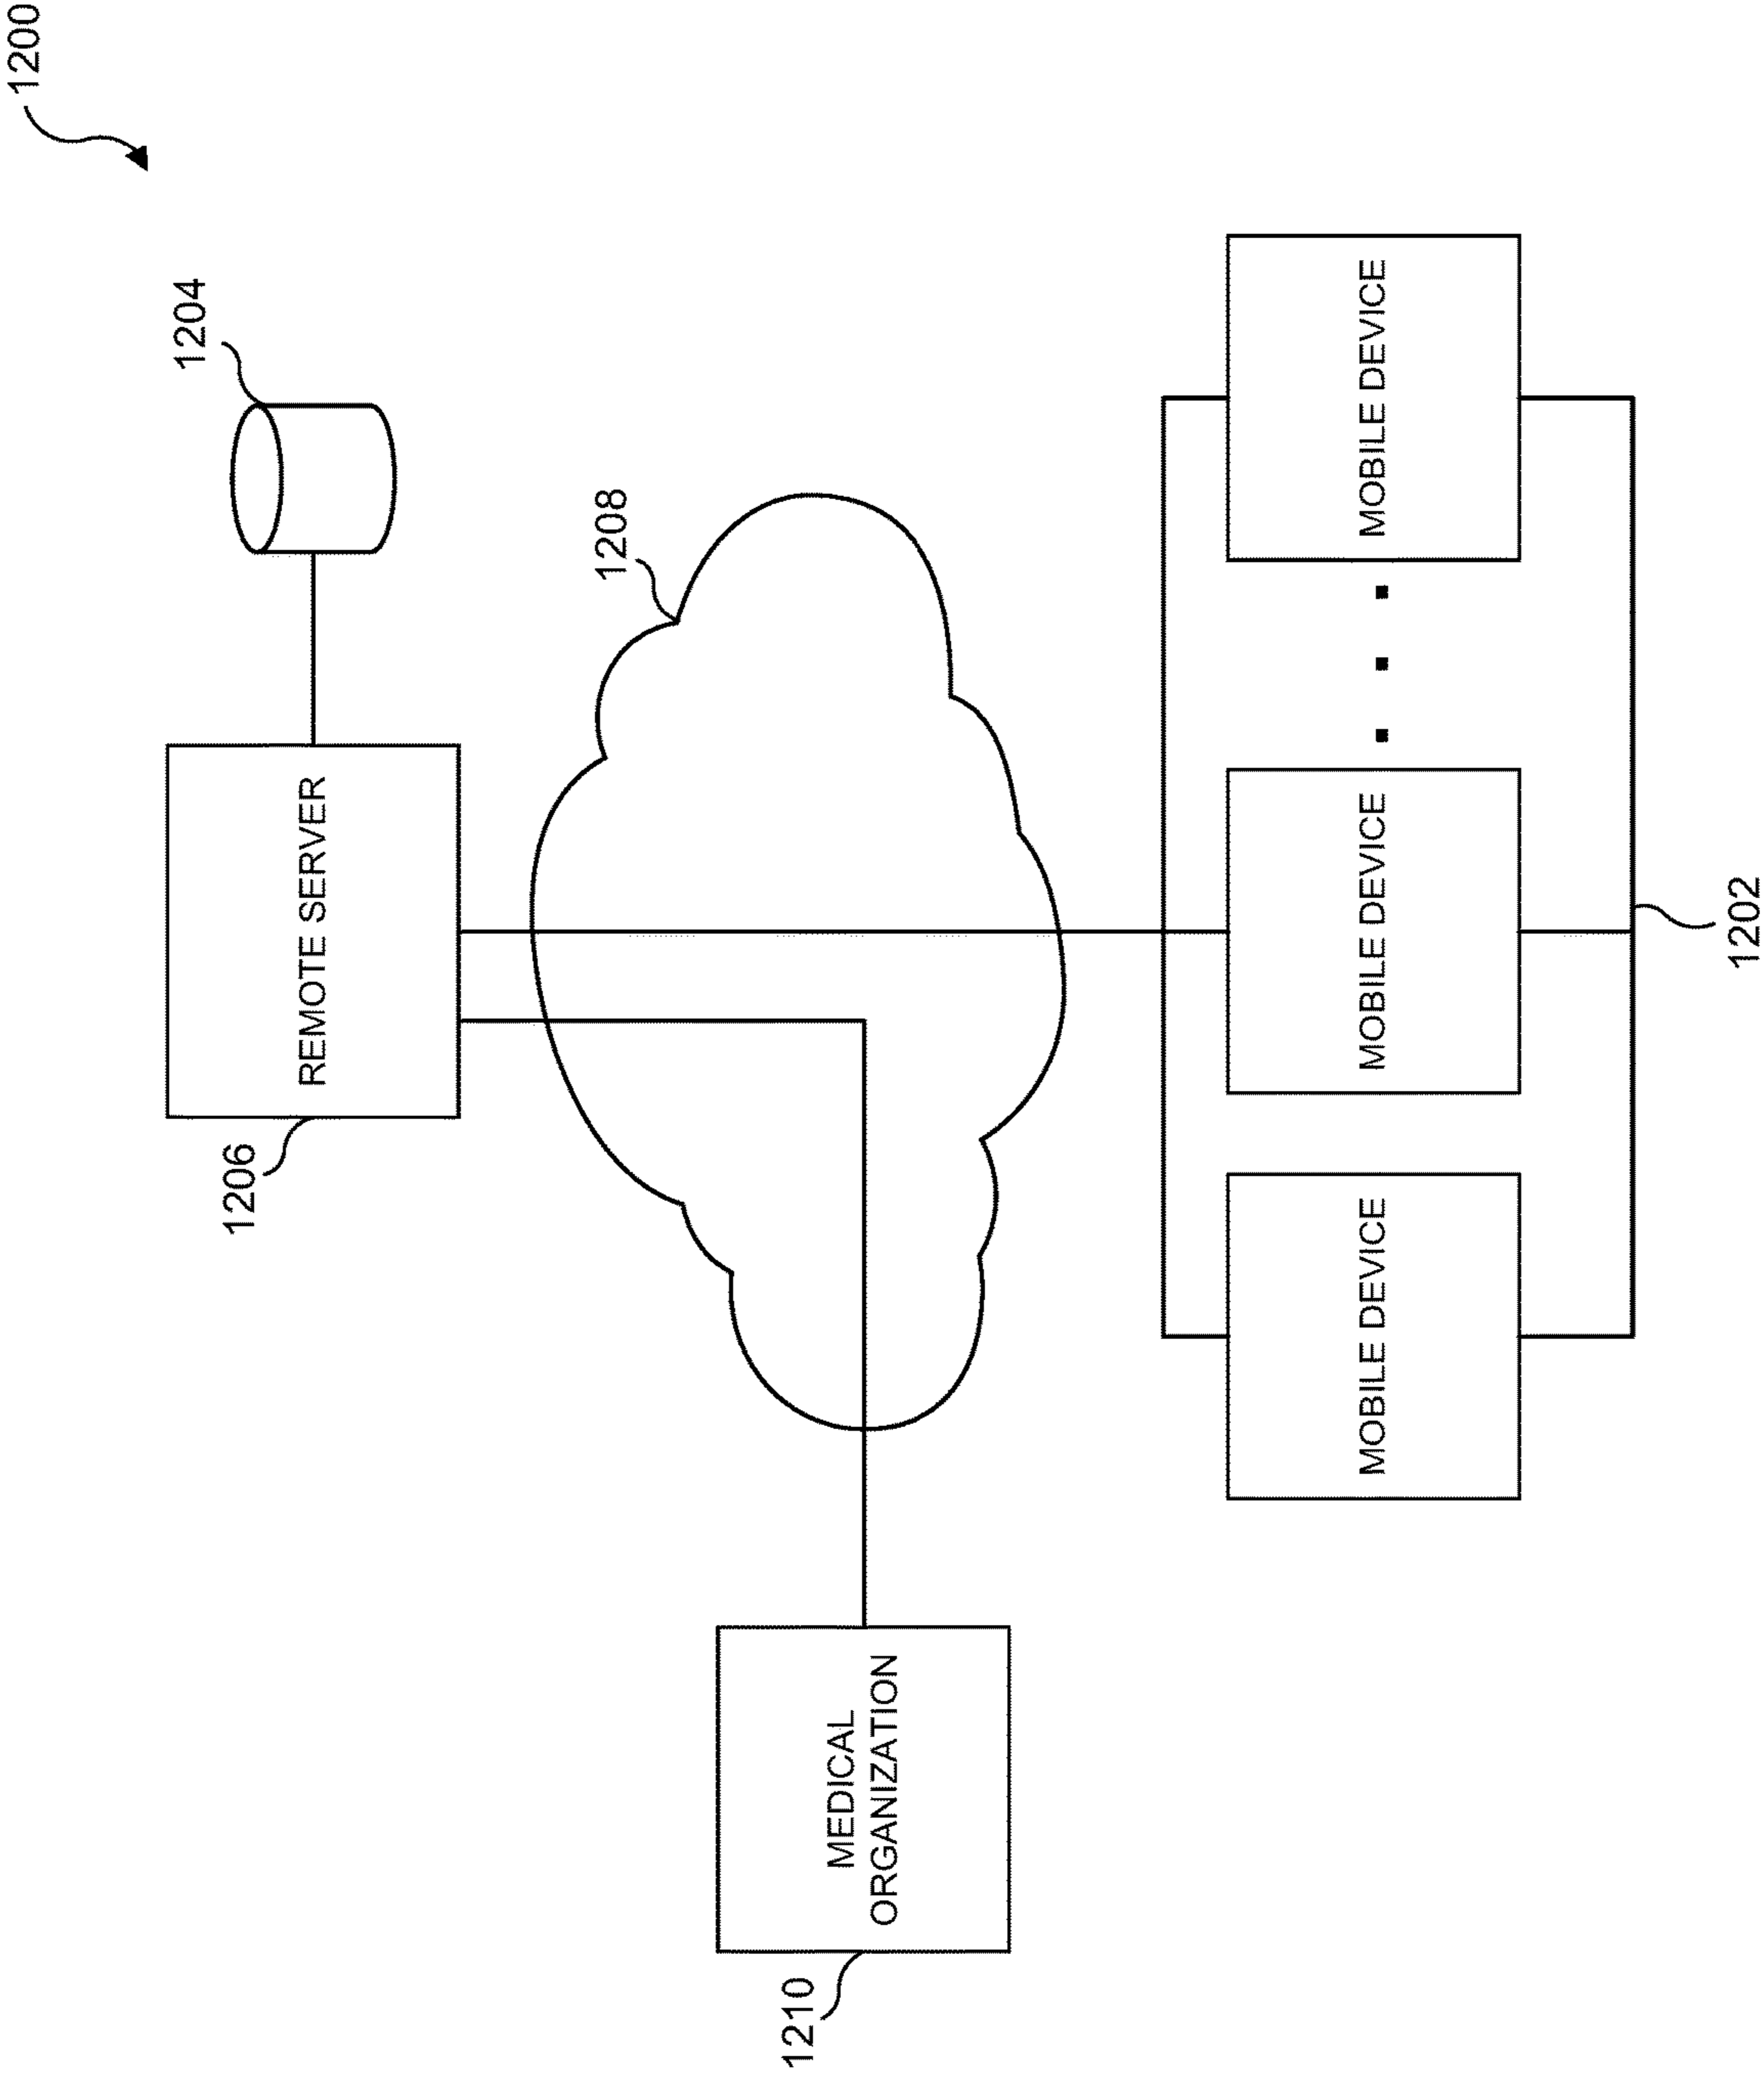 1200
1204
1206
REMOTE SERVER
1208
1210
MEDICAL
ORGANIZATION
MOBILE DEVICE
MOBILE DEVICE
MOBILE DEVICE
1202